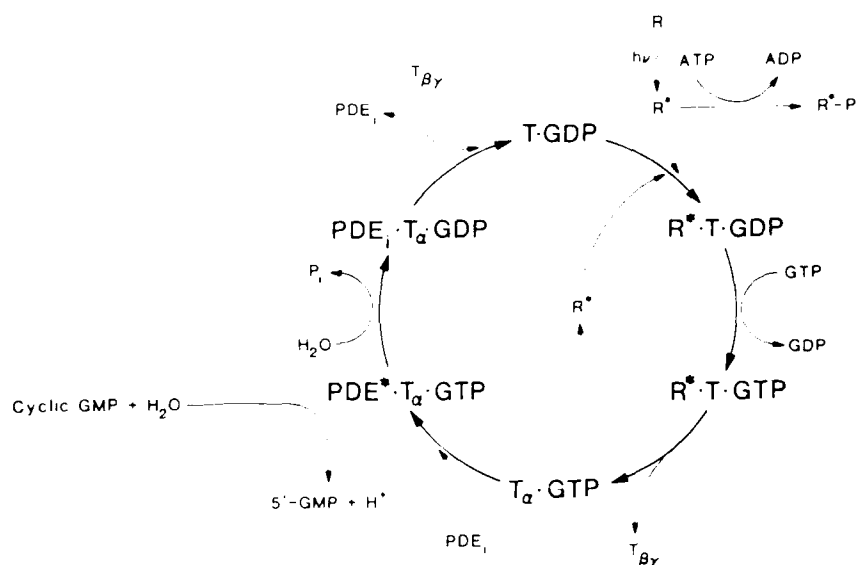 R
hν ATP ADP
R* R*-P
Tβγ
PDEi
T·GDP
PDEi·Tα·GDP
R*·T·GDP
Pi
GTP
R*
H2O
GDP
PDE*·Tα·GTP
R*·T·GTP
Cyclic GMP + H2O
Tα·GTP
5'-GMP + H+
PDEi
Tβγ